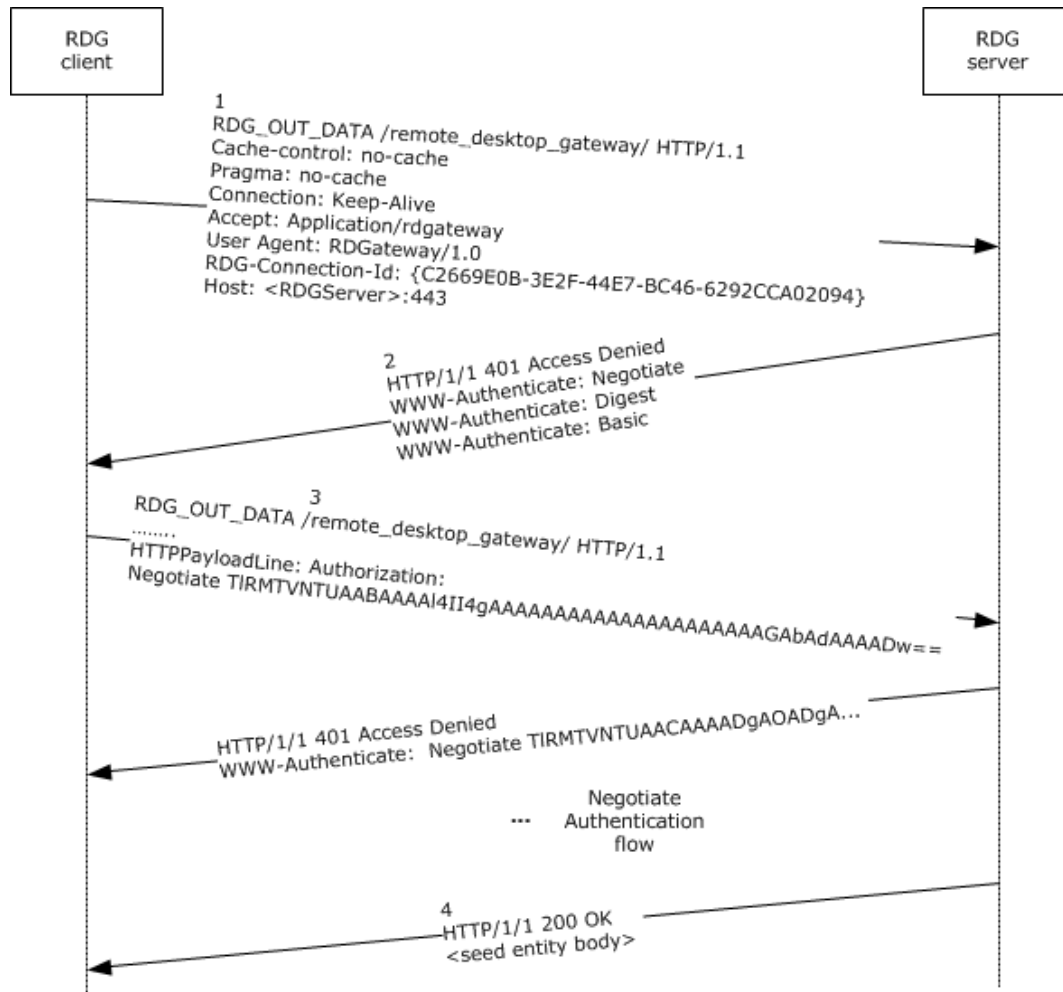 RDG
client
RDG
server
1
RDG_OUT_DATA /remote_desktop_gateway/ HTTP/1.1
Cache-control: no-cache
Pragma: no-cache
Connection: Keep-Alive
Accept: Application/rdgateway
User Agent: RDGateway/1.0
RDG-Connection-Id: {C2669E0B-3E2F-44E7-BC46-6292CCA02094}
Host: <RDGServer>:443
2
HTTP/1/1 401 Access Denied
WWW-Authenticate: Negotiate
WWW-Authenticate: Digest
WWW-Authenticate: Basic
3
RDG_OUT_DATA /remote_desktop_gateway/ HTTP/1.1
........
HTTPPayloadLine: Authorization:
Negotiate TlRMTVNTUAABAAAAl4II4gAAAAAAAAAAAAAAAAAAAAAGAbAdAAAADw==
HTTP/1/1 401 Access Denied
WWW-Authenticate: Negotiate TlRMTVNTUAACAAAADgAOADgA...
... Negotiate
Authentication
flow
4
HTTP/1/1 200 OK
<seed entity body>